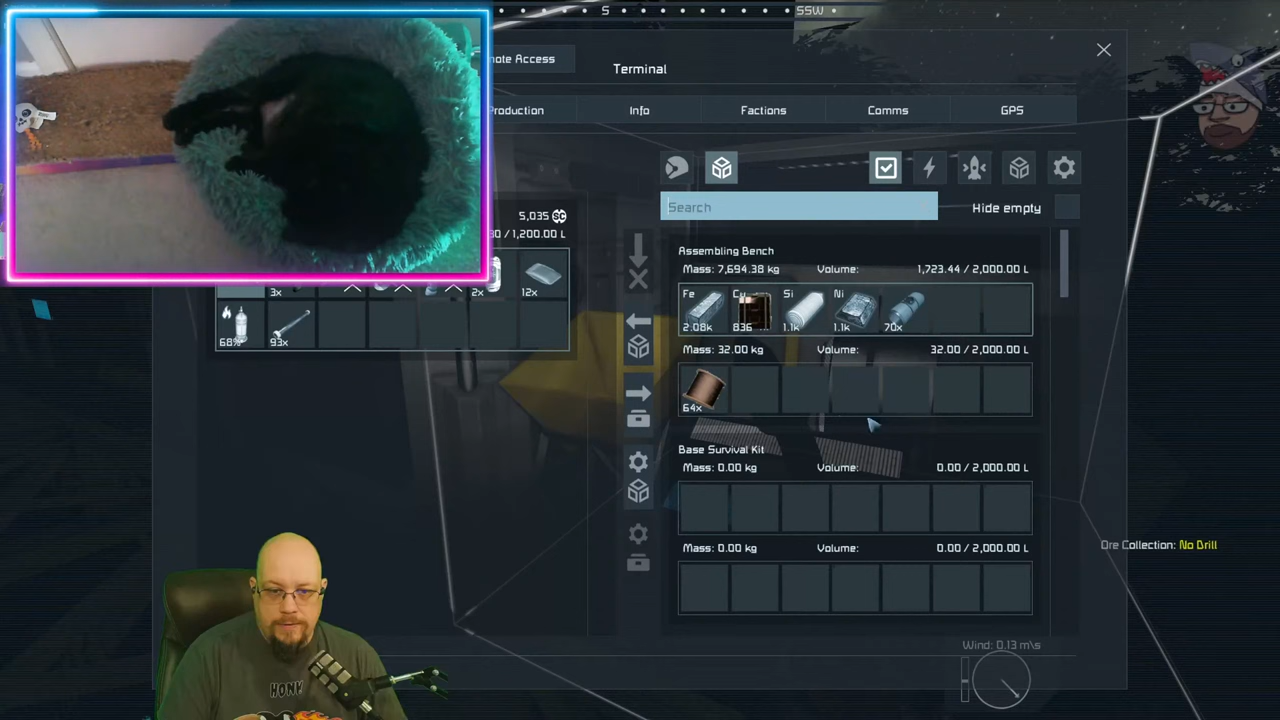 S SSW
Terminal
Production Info Factions Comms GPS
Search Hide empty
5,035
1,200.00 L
3x 2x 12x
68% 93x
Assembling Bench
Mass: 7,694.38 kg Volume: 1,723.44 / 2,000.00 L
Fe Cu Si Ni
2.08k 836 1.1k 1.1k 70x
Mass: 32.00 kg Volume: 32.00 / 2,000.00 L
64x
Base Survival Kit
Mass: 0.00 kg Volume: 0.00 / 2,000.00 L
Mass: 0.00 kg Volume: 0.00 / 2,000.00 L
Ore Collection: No Drill
Wind: 0.13 m/s
HONK